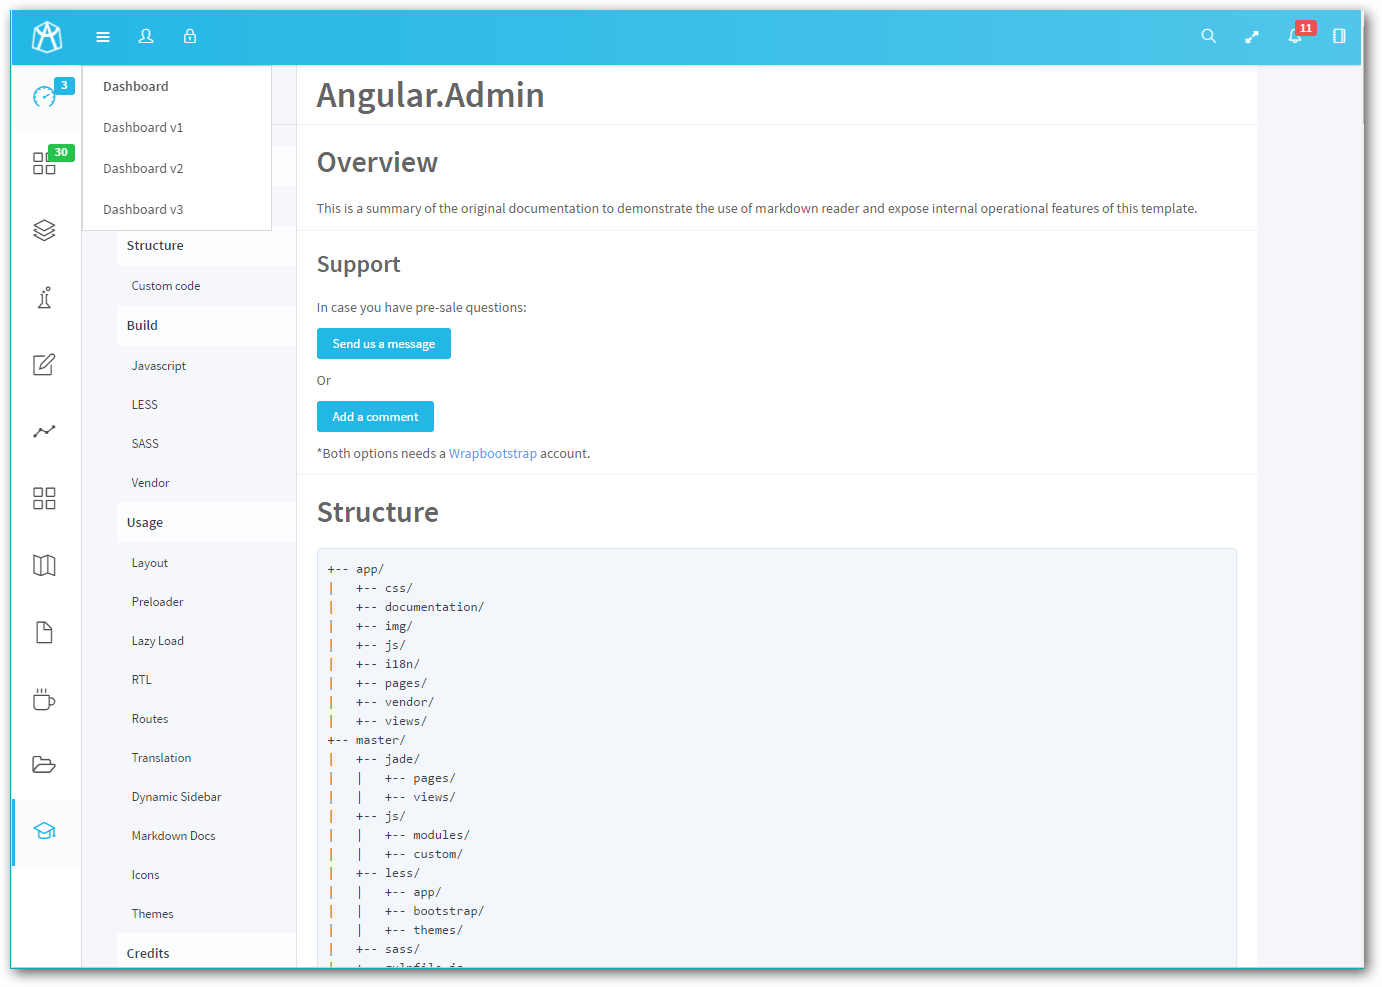 11
3
30
Dashboard
Dashboard v1
Dashboard v2
Dashboard v3
Structure
Custom code
Build
Javascript
LESS
SASS
Vendor
Usage
Layout
Preloader
Lazy Load
RTL
Routes
Translation
Dynamic Sidebar
Markdown Docs
Icons
Themes
Credits
Angular.Admin
Overview
This is a summary of the original documentation to demonstrate the use of markdown reader and expose internal operational features of this template.
Support
In case you have pre-sale questions:
Send us a message
Or
Add a comment
*Both options needs a Wrapbootstrap account.
Structure
+-- app/
|   +-- css/
|   +-- documentation/
|   +-- img/
|   +-- js/
|   +-- i18n/
|   +-- pages/
|   +-- vendor/
|   +-- views/
+-- master/
|   +-- jade/
|   |   +-- pages/
|   |   +-- views/
|   +-- js/
|   |   +-- modules/
|   |   +-- custom/
|   +-- less/
|   |   +-- app/
|   |   +-- bootstrap/
|   |   +-- themes/
|   +-- sass/